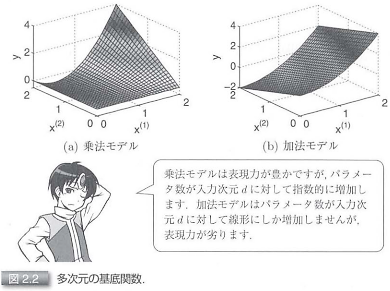 4
2
0
2
1
0
0
1
2
y
x(2)
x(1)
(a) 乗法モデル
4
2
0
−2
2
1
0
0
1
2
y
x(2)
x(1)
(b) 加法モデル
乗法モデルは表現力が豊かですが，パラメー
タ数が入力次元 d に対して指数的に増加し
ます．加法モデルはパラメータ数が入力次
元 d に対して線形にしか増加しませんが，
表現力が劣ります．
図 2.2 多次元の基底関数．